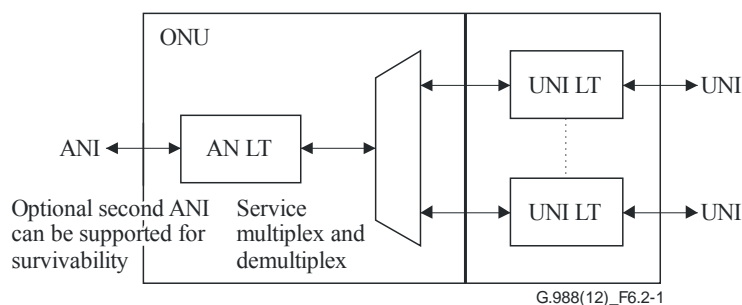 ONU
UNI LT
UNI
ANI
AN LT
Optional second ANI
can be supported for
survivability
Service
multiplex and
demultiplex
UNI LT
UNI
G.988(12)_F6.2-1